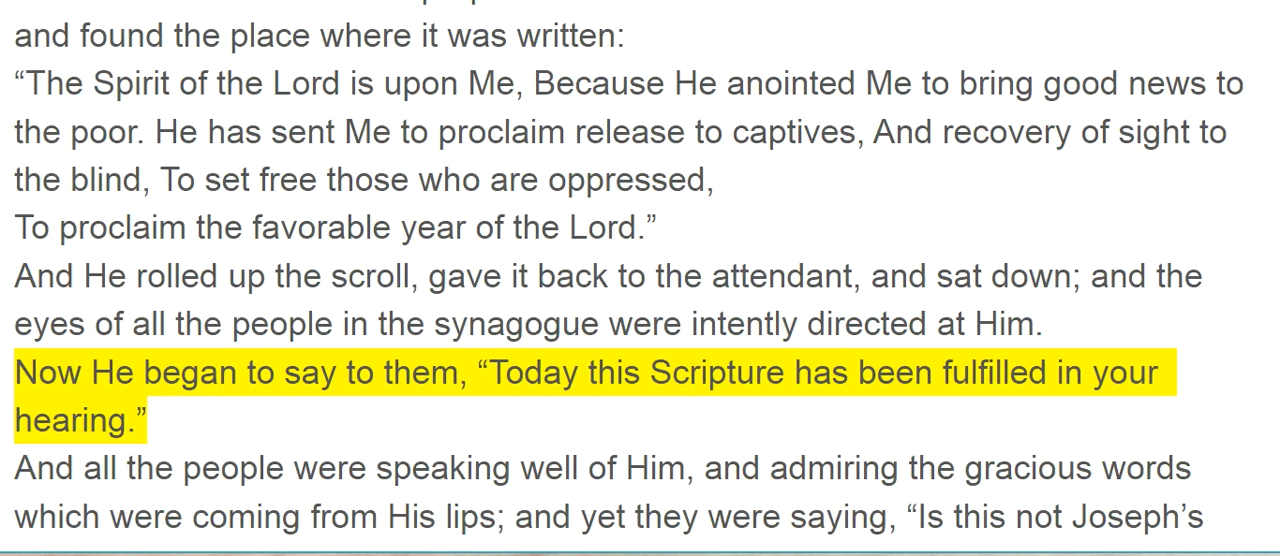 and found the place where it was written:
“The Spirit of the Lord is upon Me, Because He anointed Me to bring good news to
the poor. He has sent Me to proclaim release to captives, And recovery of sight to
the blind, To set free those who are oppressed,
To proclaim the favorable year of the Lord.”
And He rolled up the scroll, gave it back to the attendant, and sat down; and the
eyes of all the people in the synagogue were intently directed at Him.
Now He began to say to them, “Today this Scripture has been fulfilled in your
hearing.”
And all the people were speaking well of Him, and admiring the gracious words
which were coming from His lips; and yet they were saying, “Is this not Joseph’s